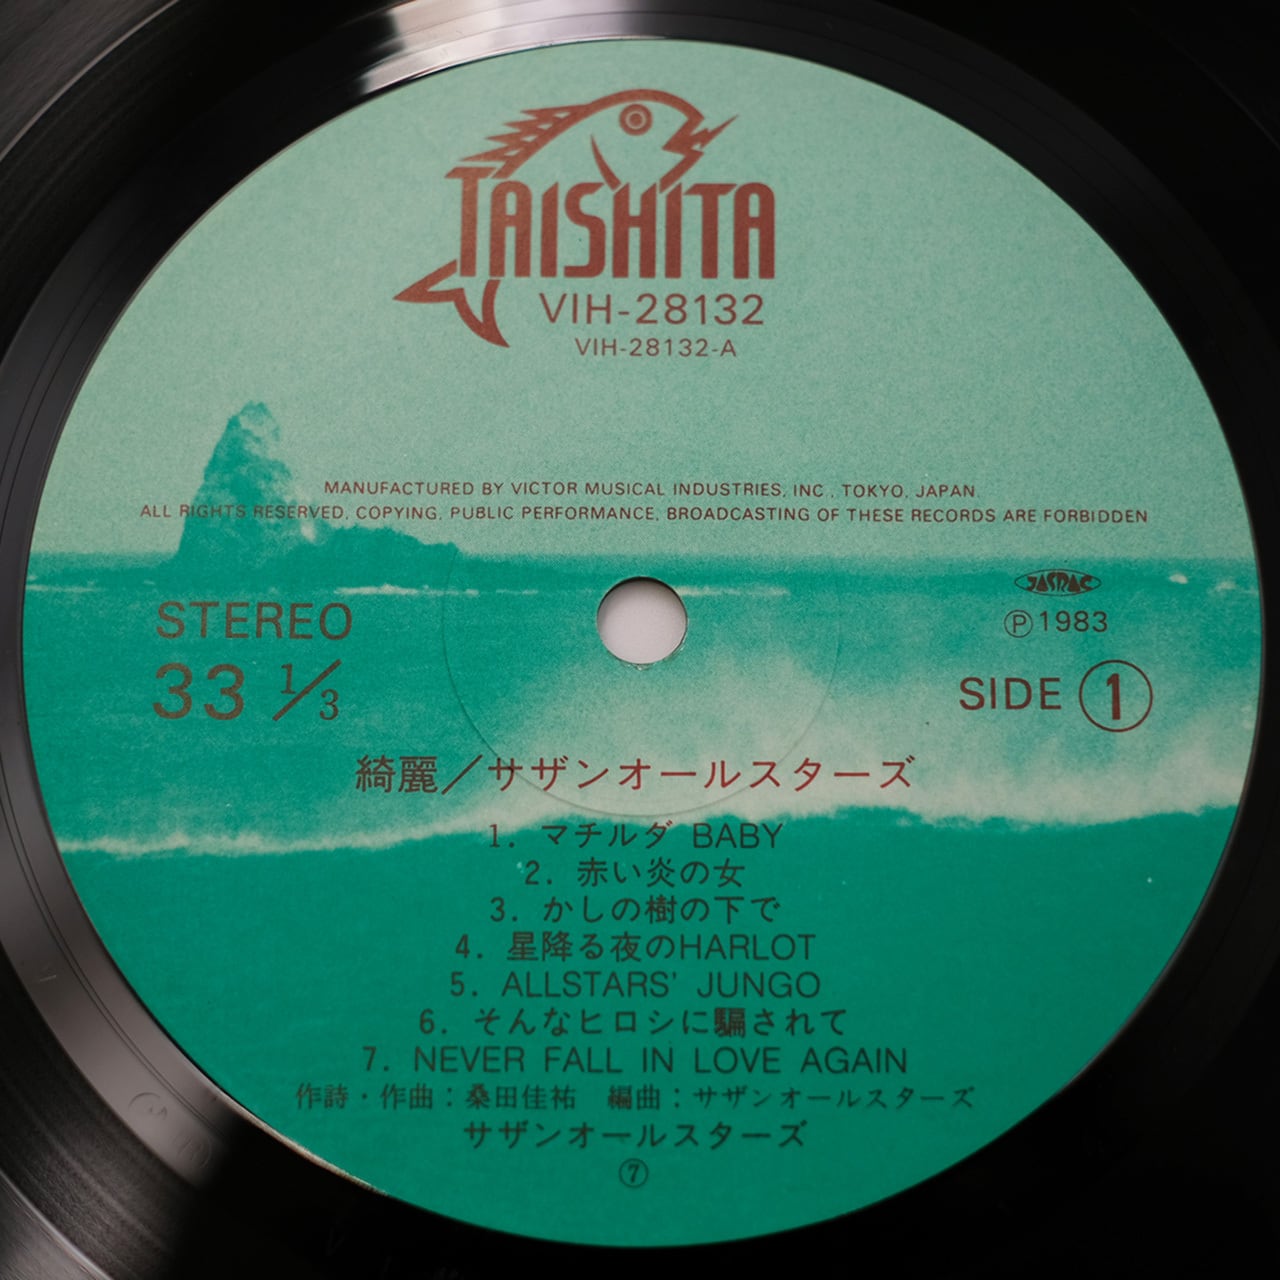 TAISHITA
VIH-28132
VIH-28132-A
MANUFACTURED BY VICTOR MUSICAL INDUSTRIES, INC., TOKYO, JAPAN.
ALL RIGHTS RESERVED, COPYING, PUBLIC PERFORMANCE, BROADCASTING OF THESE RECORDS ARE FORBIDDEN
JASRAC
STEREO
Ⓟ1983
33 1/3
SIDE ①
綺麗／サザンオールスターズ
1. マチルダ BABY
2. 赤い炎の女
3. かしの樹の下で
4. 星降る夜のHARLOT
5. ALLSTARS' JUNGO
6. そんなヒロシに騙されて
7. NEVER FALL IN LOVE AGAIN
作詩・作曲：桑田佳祐　編曲：サザンオールスターズ
サザンオールスターズ
⑦